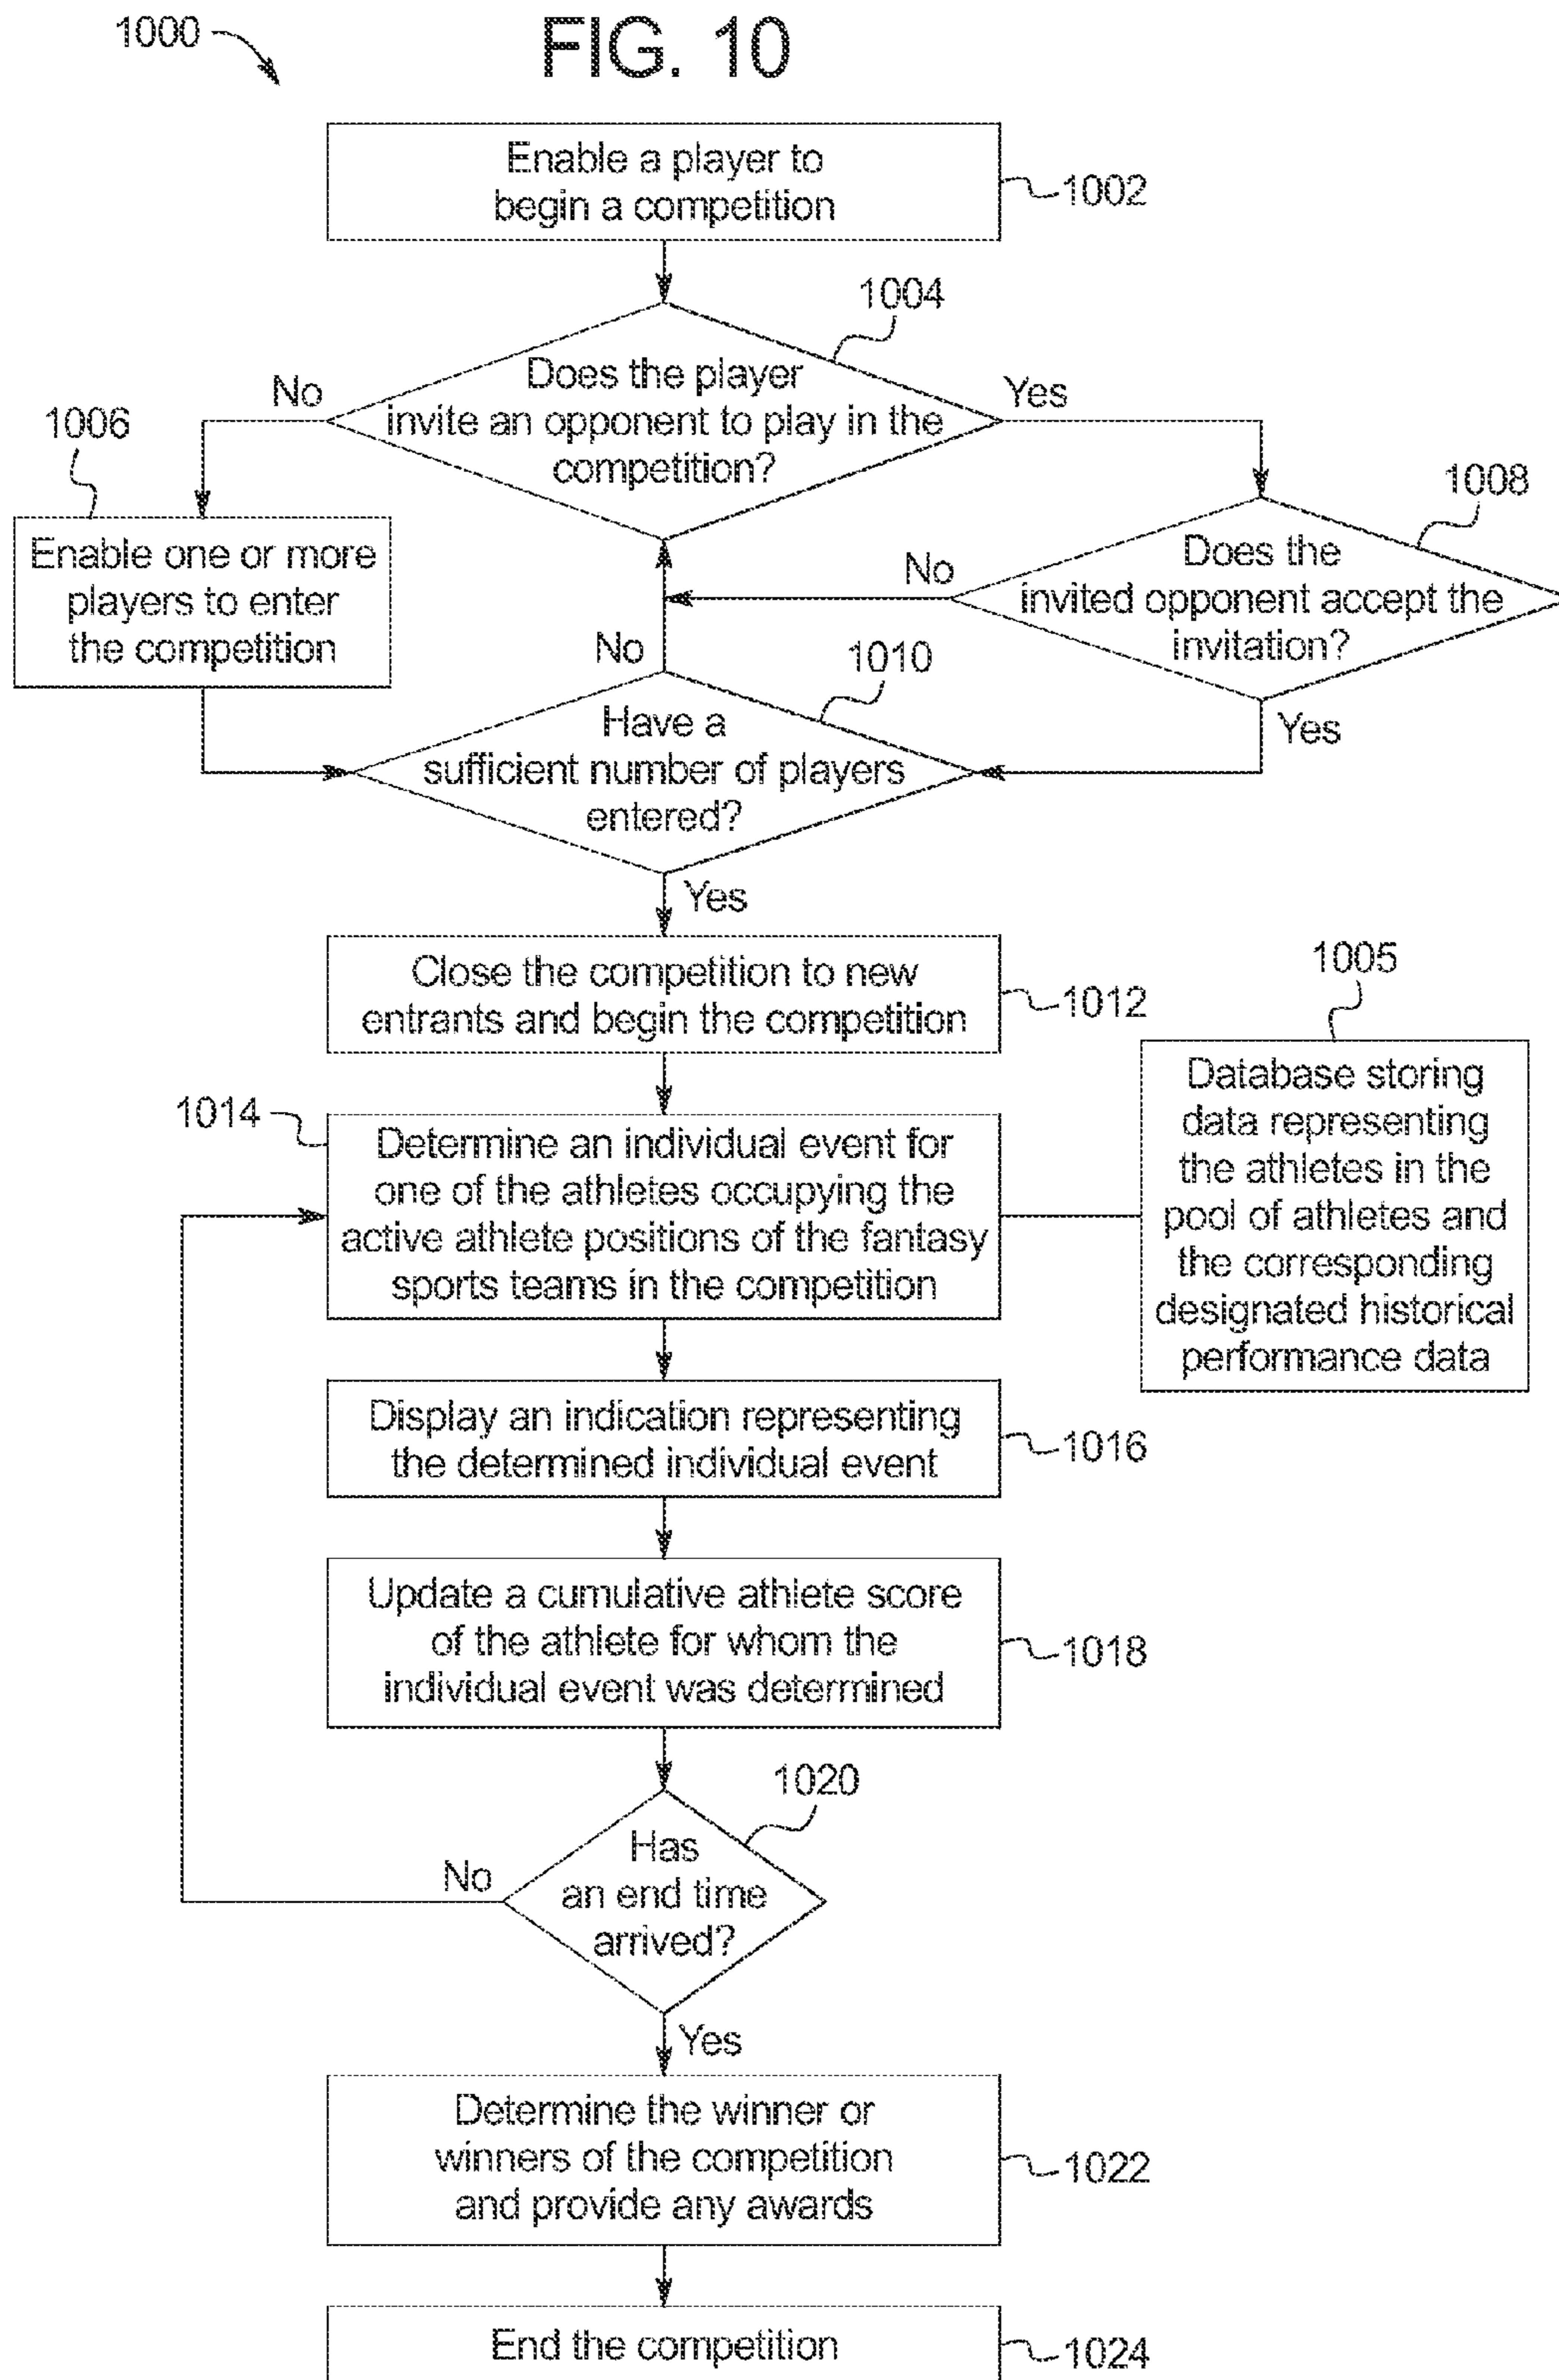 1000
FIG. 10
Enable a player to
begin a competition
1002
1004
Does the player
invite an opponent to play in the
competition?
No
Yes
1006
Enable one or more
players to enter
the competition
1008
Does the
invited opponent accept the
invitation?
No
Yes
No
1010
Have a
sufficient number of players
entered?
Yes
Close the competition to new
entrants and begin the competition
1012
1005
Database storing
data representing
the athletes in the
pool of athletes and
the corresponding
designated historical
performance data
1014
Determine an individual event for
one of the athletes occupying the
active athlete positions of the fantasy
sports teams in the competition
Display an indication representing
the determined individual event
1016
Update a cumulative athlete score
of the athlete for whom the
individual event was determined
1018
1020
Has
an end time
arrived?
No
Yes
Determine the winner or
winners of the competition
and provide any awards
1022
End the competition
1024